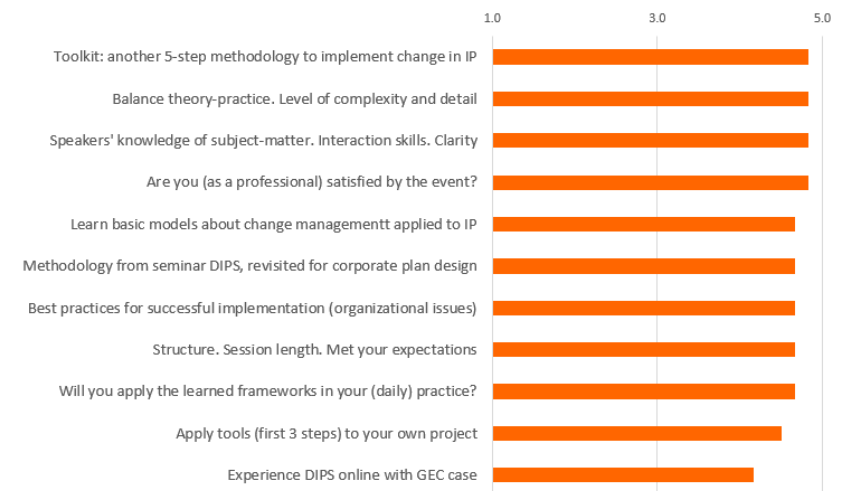 1.0 3.0 5.0
Toolkit: another 5-step methodology to implement change in IP
Balance theory-practice. Level of complexity and detail
Speakers' knowledge of subject-matter. Interaction skills. Clarity
Are you (as a professional) satisfied by the event?
Learn basic models about change managementt applied to IP
Methodology from seminar DIPS, revisited for corporate plan design
Best practices for successful implementation (organizational issues)
Structure. Session length. Met your expectations
Will you apply the learned frameworks in your (daily) practice?
Apply tools (first 3 steps) to your own project
Experience DIPS online with GEC case